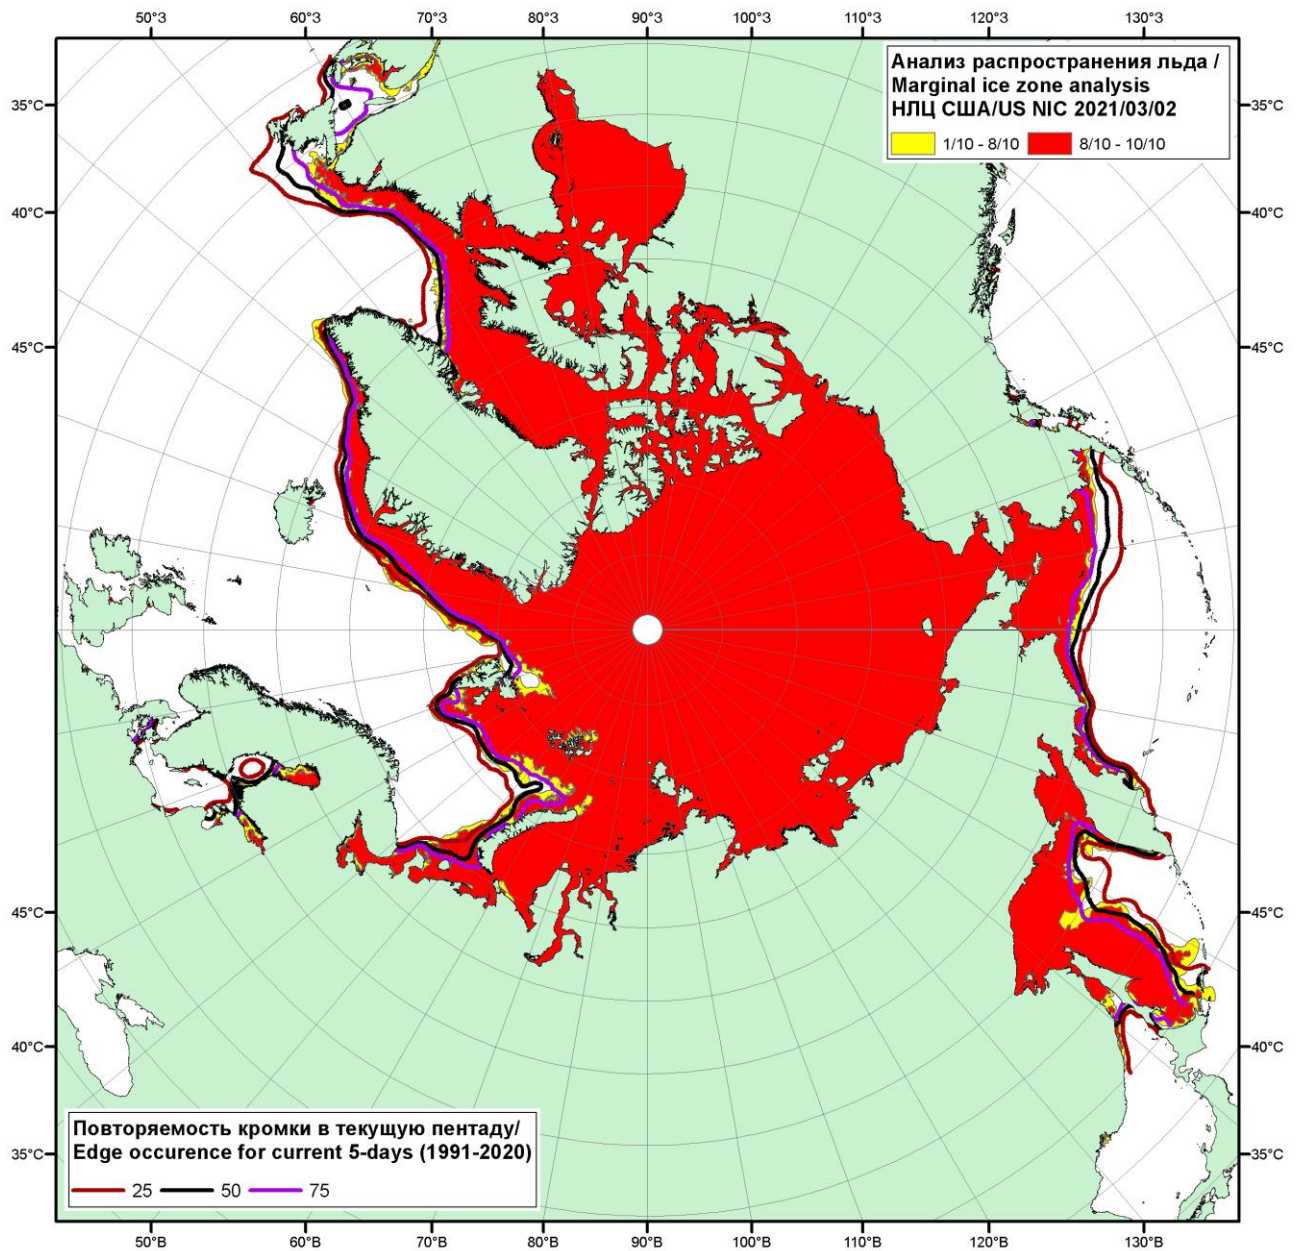 50°З 60°З 70°З 80°З 90°З 100°З 110°З 120°З 130°З
Анализ распространения льда /
Marginal ice zone analysis
НЛЦ США/US NIC 2021/03/02
1/10 - 8/10 8/10 - 10/10
35°С 35°С
40°С 40°С
45°С 45°С
45°С 45°С
40°С 40°С
35°С 35°С
Повторяемость кромки в текущую пентаду/
Edge occurence for current 5-days (1991-2020)
25 50 75
50°В 60°В 70°В 80°В 90°В 100°В 110°В 120°В 130°В